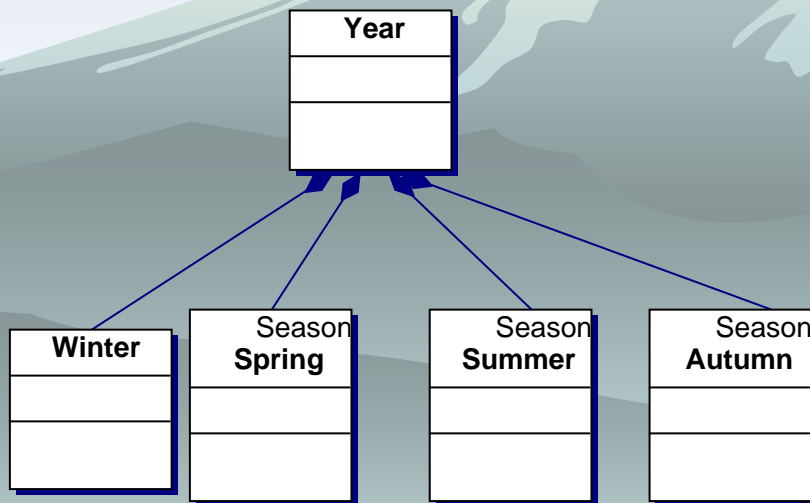 Year
Winter
Season
Spring
Season
Summer
Season
Autumn